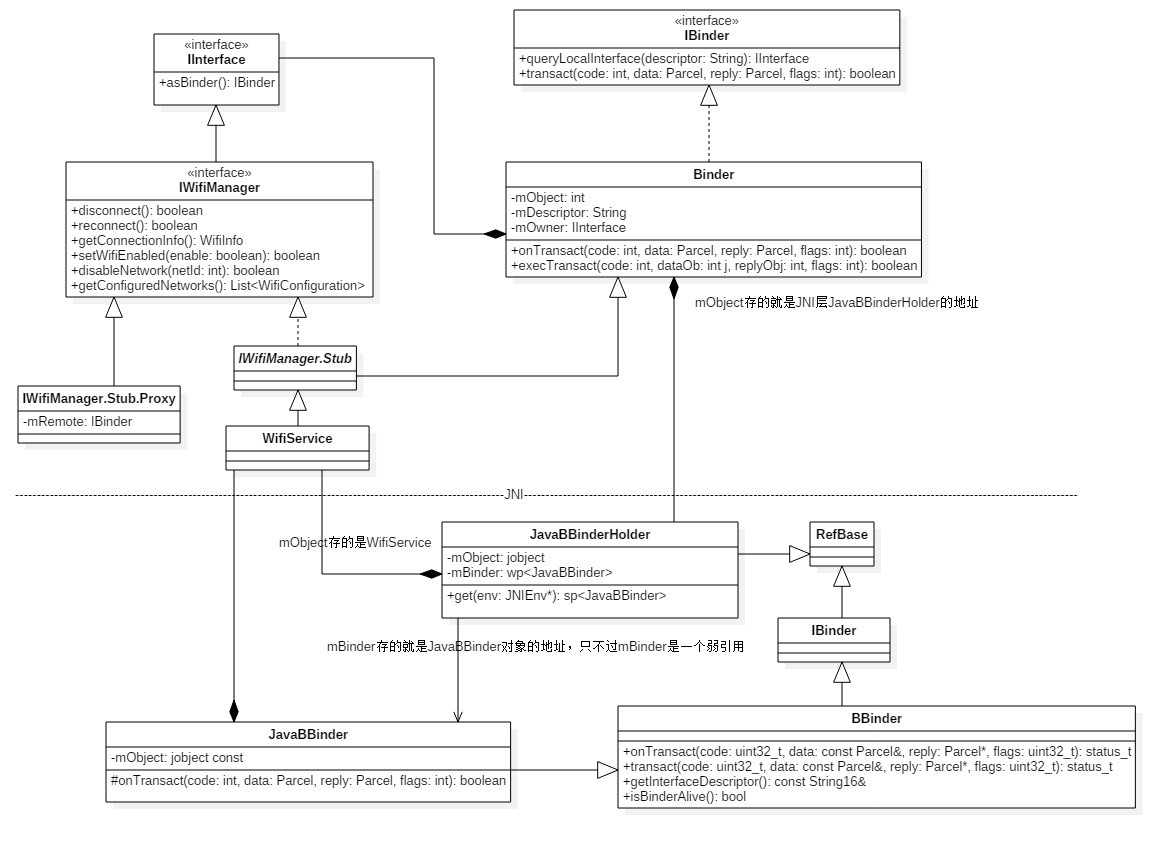 «interface»
IInterface
+asBinder(): IBinder
«interface»
IBinder
+queryLocalInterface(descriptor: String): IInterface
+transact(code: int, data: Parcel, reply: Parcel, flags: int): boolean
«interface»
IWifiManager
+disconnect(): boolean
+reconnect(): boolean
+getConnectionInfo(): WifiInfo
+setWifiEnabled(enable: boolean): boolean
+disableNetwork(netId: int): boolean
+getConfiguredNetworks(): List<WifiConfiguration>
Binder
-mObject: int
-mDescriptor: String
-mOwner: IInterface
+onTransact(code: int, data: Parcel, reply: Parcel, flags: int): boolean
+execTransact(code: int, dataOb: int j, replyObj: int, flags: int): boolean
mObject存的就是JNI层JavaBBinderHolder的地址
IWifiManager.Stub
IWifiManager.Stub.Proxy
-mRemote: IBinder
WifiService
JNI
mObject存的是WifiService
JavaBBinderHolder
-mObject: jobject
-mBinder: wp<JavaBBinder>
+get(env: JNIEnv*): sp<JavaBBinder>
RefBase
IBinder
mBinder存的就是JavaBBinder对象的地址，只不过mBinder是一个弱引用
JavaBBinder
-mObject: jobject const
#onTransact(code: int, data: Parcel, reply: Parcel, flags: int): boolean
BBinder
+onTransact(code: uint32_t, data: const Parcel&, reply: Parcel*, flags: uint32_t): status_t
+transact(code: uint32_t, data: const Parcel&, reply: Parcel*, flags: uint32_t): status_t
+getInterfaceDescriptor(): const String16&
+isBinderAlive(): bool